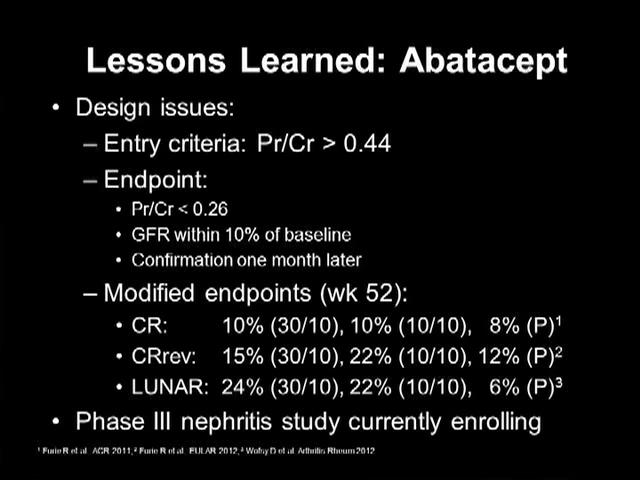 Lessons Learned: Abatacept
• Design issues:
– Entry criteria: Pr/Cr > 0.44
– Endpoint:
• Pr/Cr < 0.26
• GFR within 10% of baseline
• Confirmation one month later
– Modified endpoints (wk 52):
• CR: 10% (30/10), 10% (10/10), 8% (P)¹
• CRrev: 15% (30/10), 22% (10/10), 12% (P)²
• LUNAR: 24% (30/10), 22% (10/10), 6% (P)³
• Phase III nephritis study currently enrolling
¹ Furie R et al. ACR 2011, ² Furie R et al. EULAR 2012, ³ Wofsy D et al. Arthritis Rheum 2012